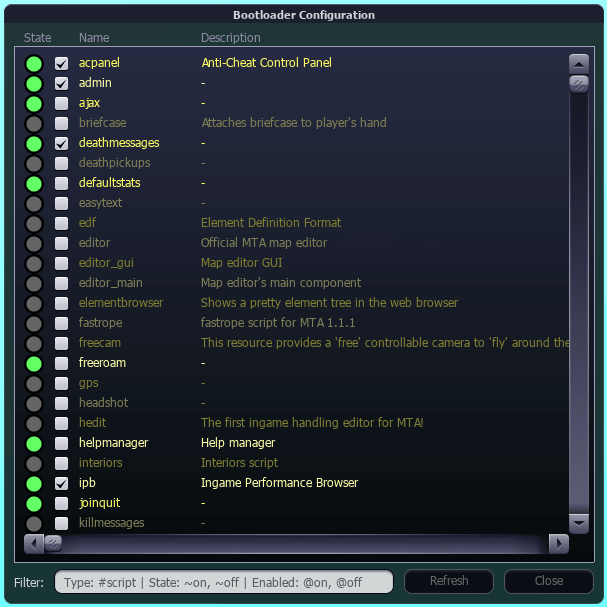 Bootloader Configuration
State Name Description
acpanel Anti-Cheat Control Panel
admin -
ajax -
briefcase Attaches briefcase to player's hand
deathmessages -
deathpickups -
defaultstats -
easytext -
edf Element Definition Format
editor Official MTA map editor
editor_gui Map editor GUI
editor_main Map editor's main component
elementbrowser Shows a pretty element tree in the web browser
fastrope fastrope script for MTA 1.1.1
freecam This resource provides a 'free' controllable camera to 'fly' around the
freeroam -
gps -
headshot -
hedit The first ingame handling editor for MTA!
helpmanager Help manager
interiors Interiors script
ipb Ingame Performance Browser
joinquit -
killmessages -
Filter: Type: #script | State: ~on, ~off | Enabled: @on, @off Refresh Close